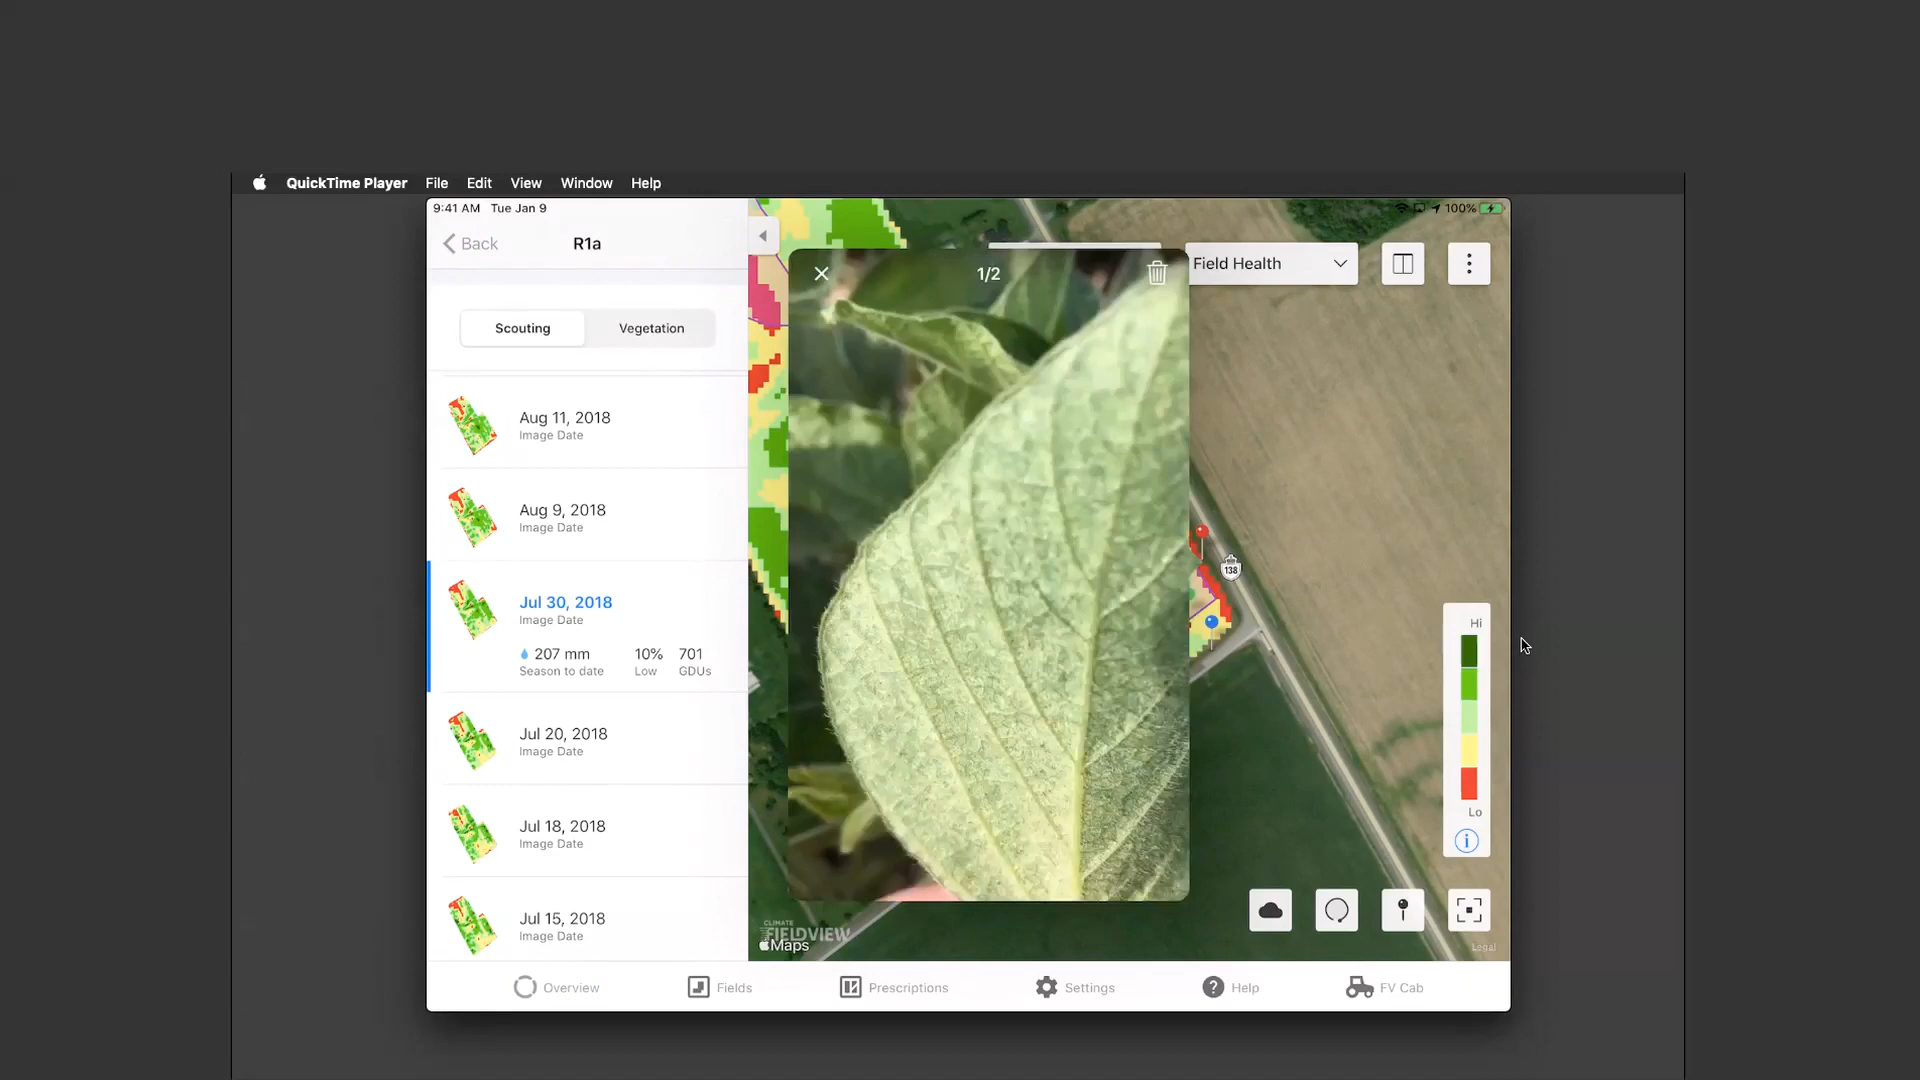 QuickTime Player File Edit View Window Help
9:41 AM Tue Jan 9
100%
Back
R1a
Scouting
Vegetation
Aug 11, 2018
Image Date
Aug 9, 2018
Image Date
Jul 30, 2018
Image Date
207 mm 10% 701
Season to date Low GDUs
Jul 20, 2018
Image Date
Jul 18, 2018
Image Date
Jul 15, 2018
Image Date
1/2
Field Health
138
Hi
Lo
CLIMATE
FIELDVIEW
Maps
Legal
Overview
Fields
Prescriptions
Settings
Help
FV Cab